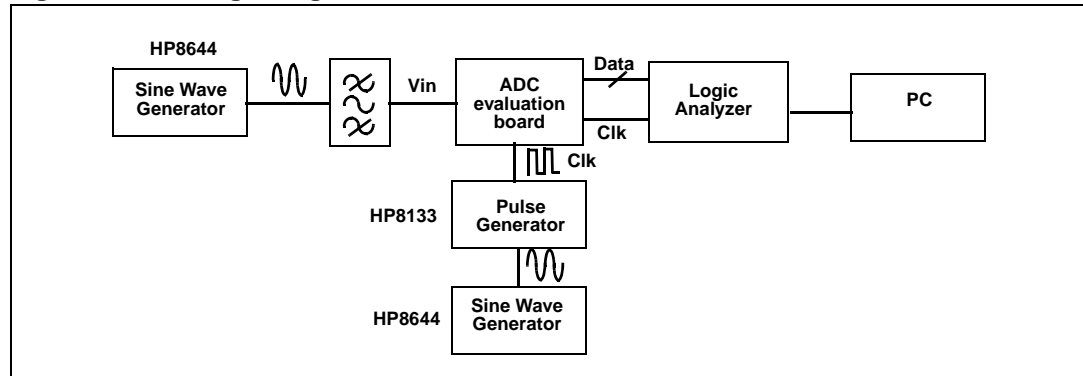 HP8644
Sine Wave
Generator
Vin
ADC
evaluation
board
Data
Clk
Logic
Analyzer
PC
Clk
HP8133
Pulse
Generator
HP8644
Sine Wave
Generator